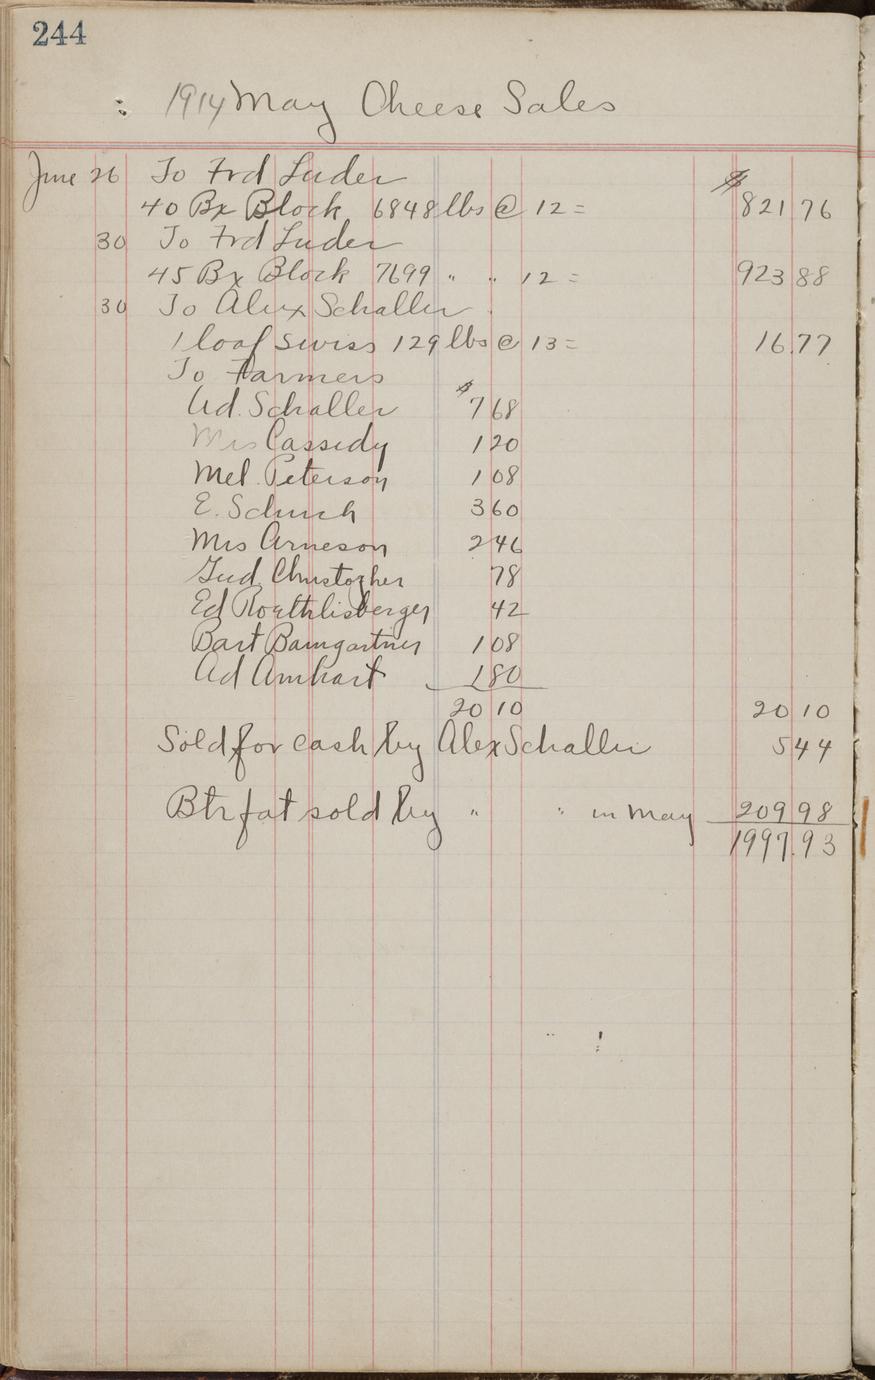 244
1914 May Cheese Sales
June 26 To Frd Luder $
40 Bx Block 6848 lbs @ 12 = 821 76
30 To Frd Luder
45 Bx Block 7699 " " 12 = 923 88
30 To Alex Schaller
1 loaf Swiss 129 lbs @ 13 = 16.77
To Farmers $
Ad. Schaller 7 68
Mrs Cassidy 1 20
Mel. Peterson 1 08
E. Schurch 3 60
Mrs Arneson 2 46
Gud Christopher 78
Ed Roethlisberger 42
Bart Baumgartner 1 08
Ad Amhart 1 80
20 10 20 10
Sold for cash by Alex Schaller 5 44
Btr fat sold by " " in May 209 98
1997.93